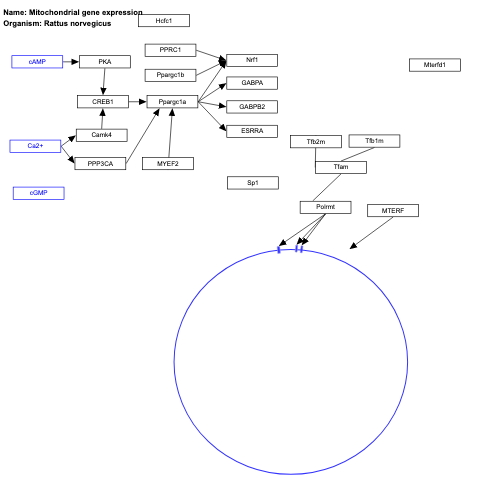 Name: Mitochondrial gene expression
Organism: Rattus norvegicus
Hcfc1
PPRC1
cAMP
PKA
Nrf1
Mterfd1
Ppargc1b
GABPA
CREB1
Ppargc1a
GABPB2
Camk4
ESRRA
Ca2+
Tfb2m
Tfb1m
PPP3CA
MYEF2
Tfam
Sp1
cGMP
Polrmt
MTERF